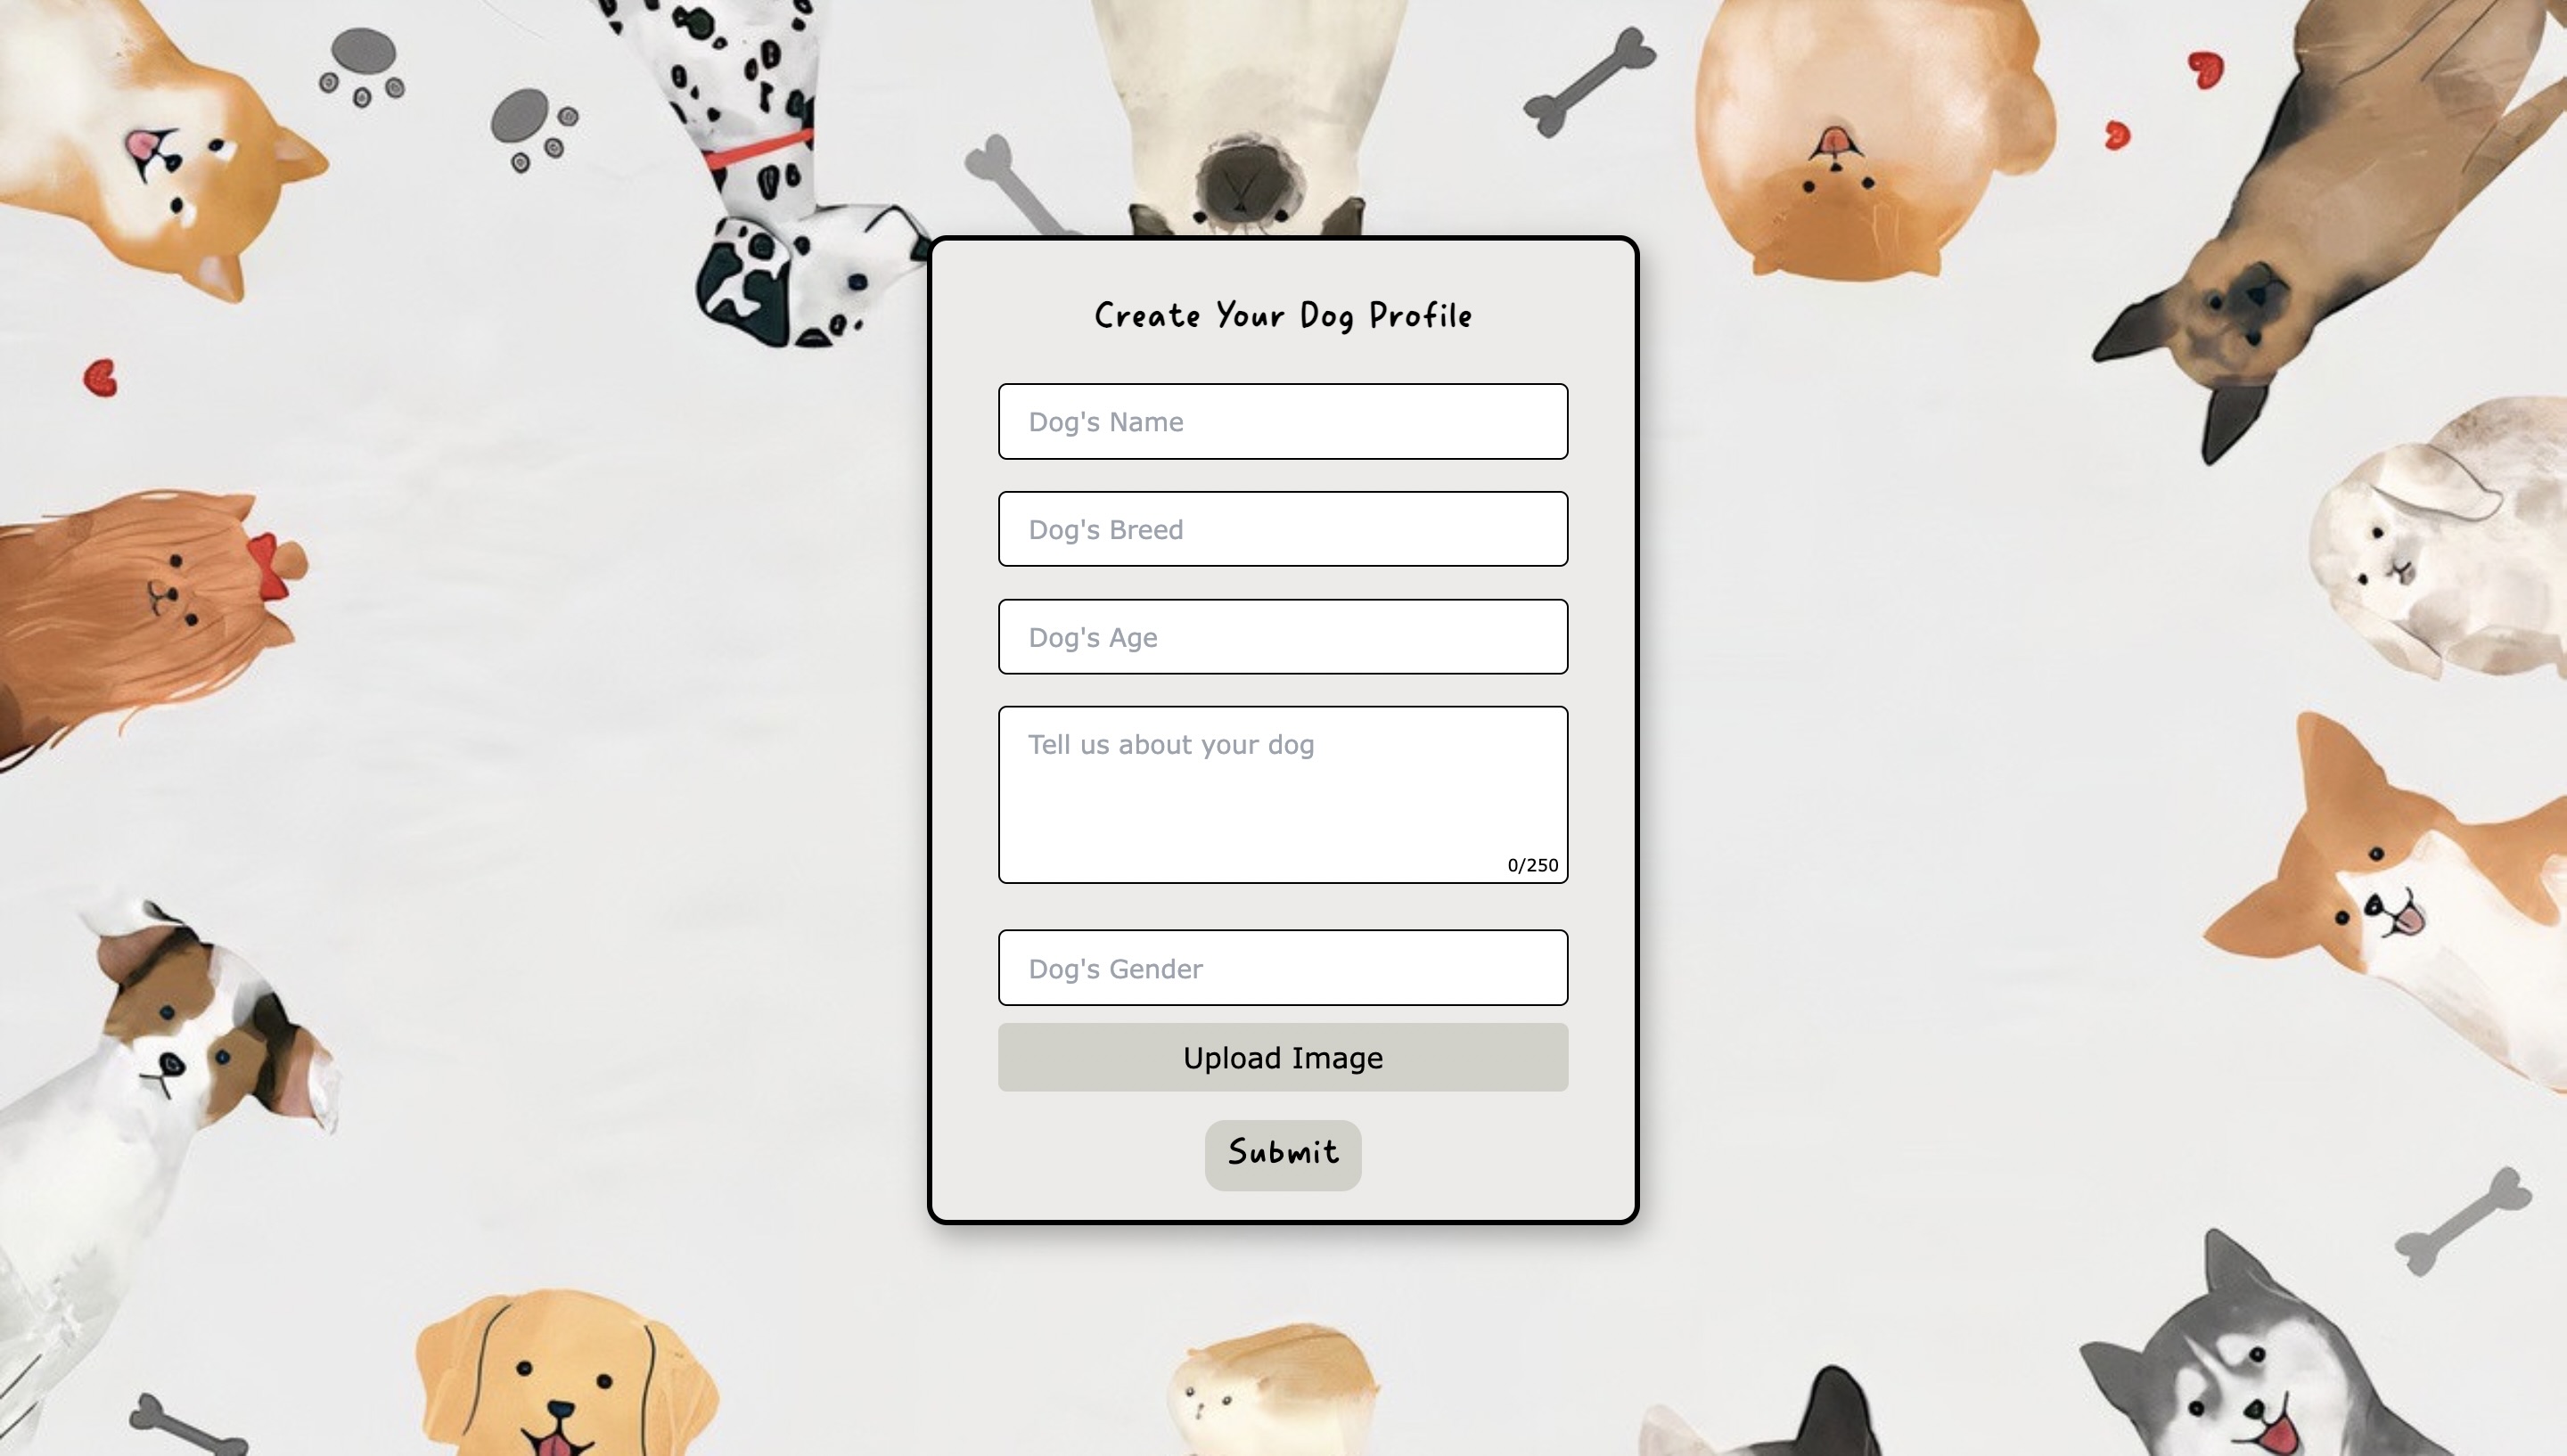 Create Your Dog Profile
Dog's Name
Dog's Breed
Dog's Age
Tell us about your dog
0/250
Dog's Gender
Upload Image
Submit